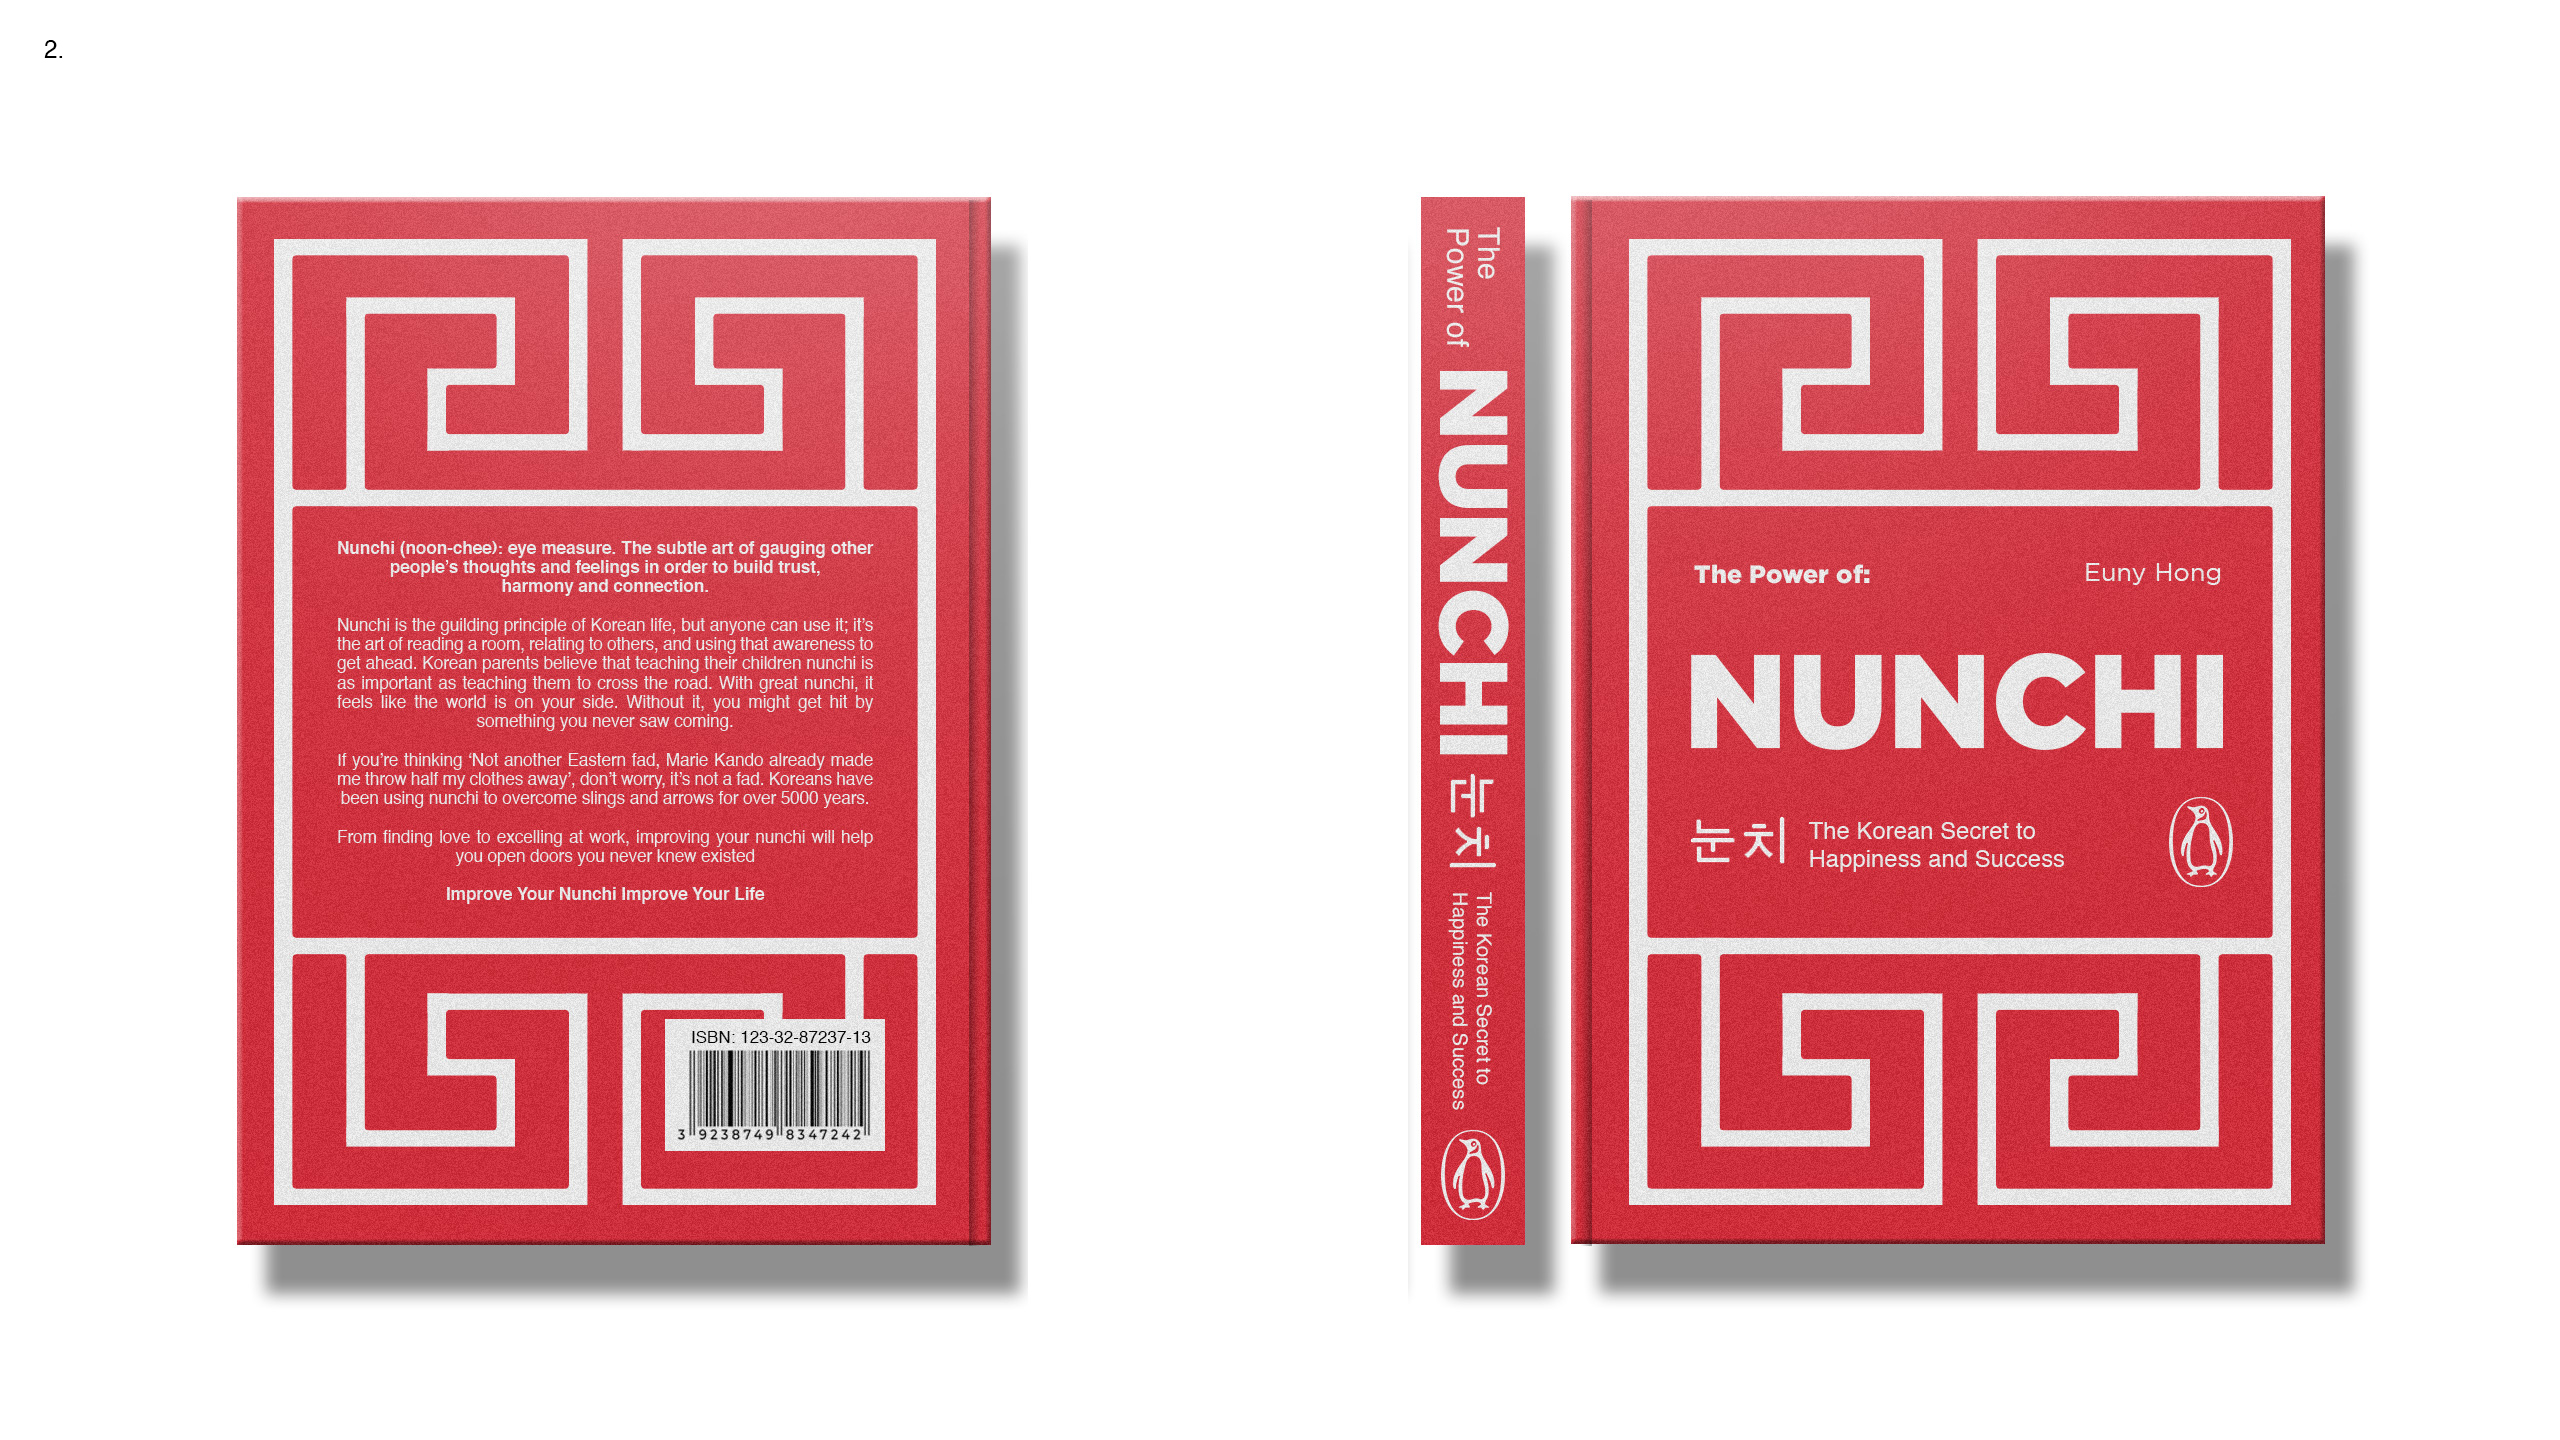 2.
Nunchi (noon-chee): eye measure. The subtle art of gauging other
people’s thoughts and feelings in order to build trust,
harmony and connection.
Nunchi is the guilding principle of Korean life, but anyone can use it; it’s
the art of reading a room, relating to others, and using that awareness to
get ahead. Korean parents believe that teaching their children nunchi is
as important as teaching them to cross the road. With great nunchi, it
feels like the world is on your side. Without it, you might get hit by
something you never saw coming.
If you’re thinking ‘Not another Eastern fad, Marie Kando already made
me throw half my clothes away’, don’t worry, it’s not a fad. Koreans have
been using nunchi to overcome slings and arrows for over 5000 years.
From finding love to excelling at work, improving your nunchi will help
you open doors you never knew existed
Improve Your Nunchi Improve Your Life
ISBN: 123-32-87237-13
3 92387498347242
The
Power of
NUNCHI
눈치
The Korean Secret to
Happiness and Success
The Power of:
Euny Hong
NUNCHI
눈치
The Korean Secret to
Happiness and Success